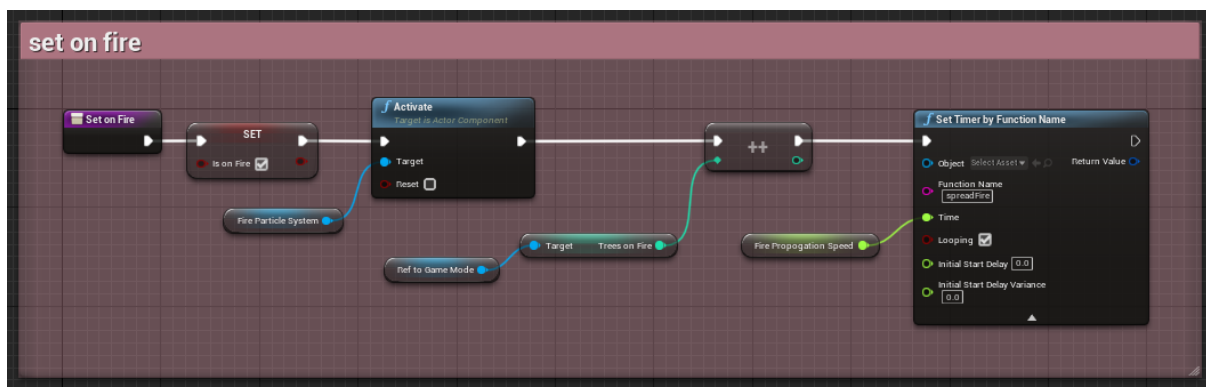 set on fire
Set on Fire
SET
Is on Fire
Fire Particle System
f Activate
Target is Actor Component
Target
Reset
Ref to Game Mode
Target Trees on Fire
++
Fire Propogation Speed
f Set Timer by Function Name
Object Select Asset Return Value
Function Name
spreadFire
Time
Looping
Initial Start Delay 0.0
Initial Start Delay Variance
0.0